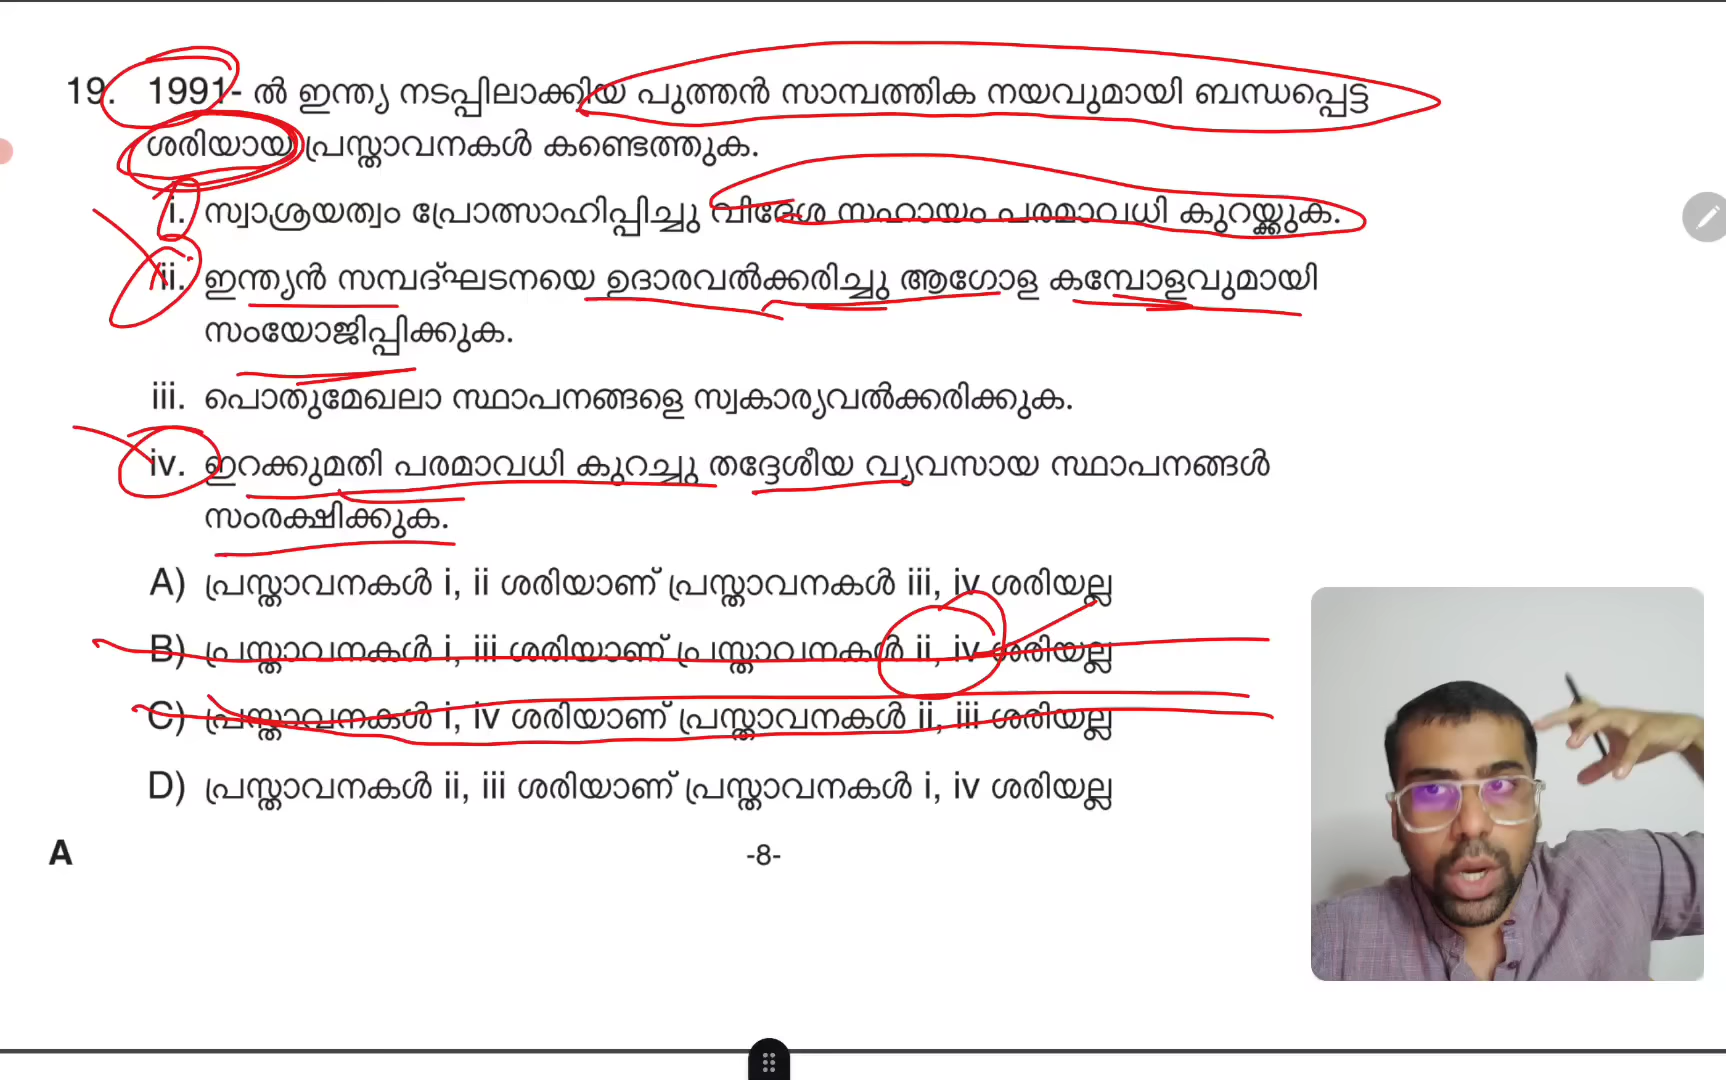 19. 1991- ൽ ഇന്ത്യ നടപ്പിലാക്കിയ പുത്തൻ സാമ്പത്തിക നയവുമായി ബന്ധപ്പെട്ട
ശരിയായ പ്രസ്താവനകൾ കണ്ടെത്തുക.
i. സ്വാശ്രയത്വം പ്രോത്സാഹിപ്പിച്ചു വിദേശ സഹായം പരമാവധി കുറയ്ക്കുക.
ii. ഇന്ത്യൻ സമ്പദ്ഘടനയെ ഉദാരവൽക്കരിച്ചു ആഗോള കമ്പോളവുമായി
സംയോജിപ്പിക്കുക.
iii. പൊതുമേഖലാ സ്ഥാപനങ്ങളെ സ്വകാര്യവൽക്കരിക്കുക.
iv. ഇറക്കുമതി പരമാവധി കുറച്ചു തദ്ദേശീയ വ്യവസായ സ്ഥാപനങ്ങൾ
സംരക്ഷിക്കുക.
A) പ്രസ്താവനകൾ i, ii ശരിയാണ് പ്രസ്താവനകൾ iii, iv ശരിയല്ല
B) പ്രസ്താവനകൾ i, iii ശരിയാണ് പ്രസ്താവനകൾ ii, iv ശരിയല്ല
C) പ്രസ്താവനകൾ i, iv ശരിയാണ് പ്രസ്താവനകൾ ii, iii ശരിയല്ല
D) പ്രസ്താവനകൾ ii, iii ശരിയാണ് പ്രസ്താവനകൾ i, iv ശരിയല്ല
A
-8-